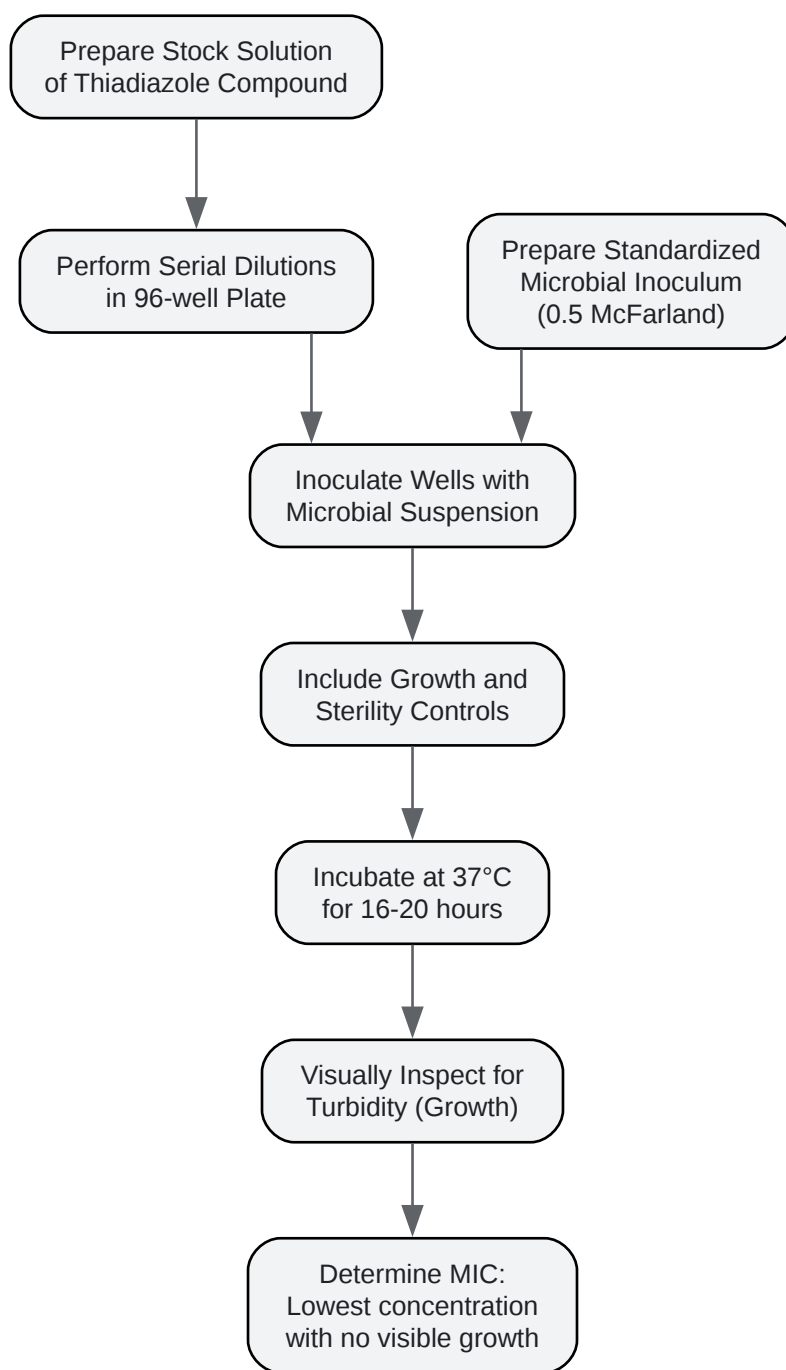 Prepare Stock Solution
of Thiadiazole Compound
Perform Serial Dilutions
in 96-well Plate
Prepare Standardized
Microbial Inoculum
(0.5 McFarland)
Inoculate Wells with
Microbial Suspension
Include Growth and
Sterility Controls
Incubate at 37°C
for 16-20 hours
Visually Inspect for
Turbidity (Growth)
Determine MIC:
Lowest concentration
with no visible growth